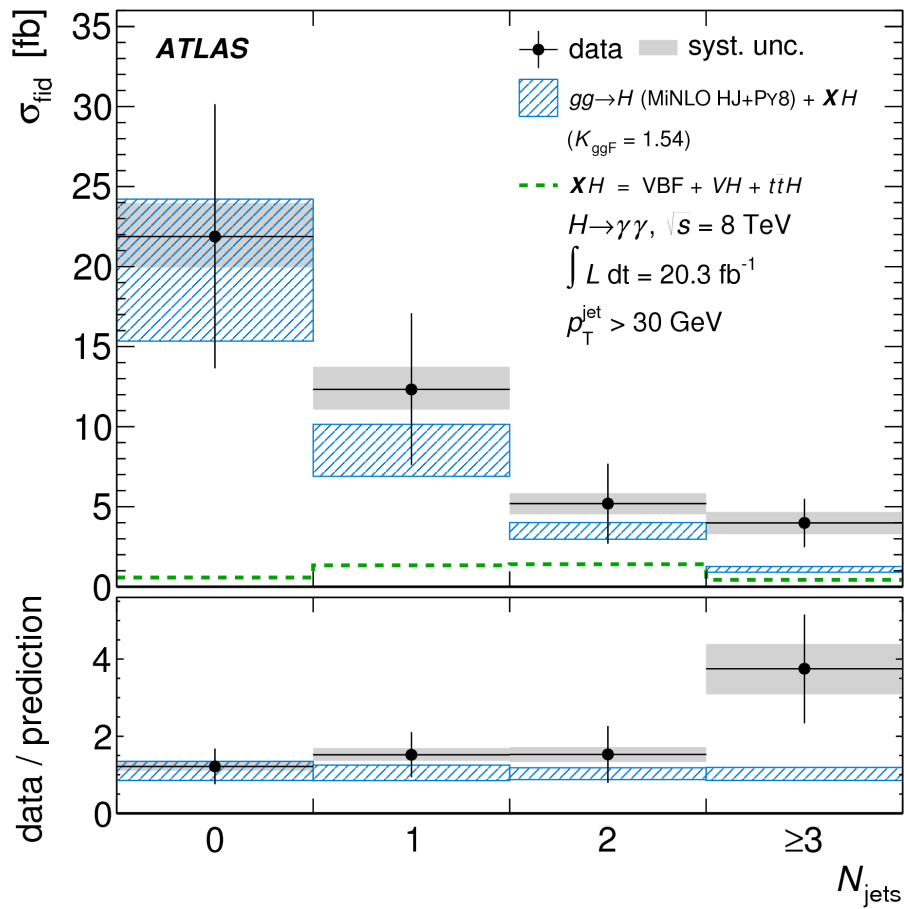 σfid [fb]
35
30
25
20
15
10
5
0
ATLAS
data syst. unc.
gg→H (MiNLO HJ+PY8) + XH
(KggF = 1.54)
XH = VBF + VH + tt̄H
H→γγ, √s = 8 TeV
∫ L dt = 20.3 fb⁻¹
pTjet > 30 GeV
data / prediction
4
2
0
0 1 2 ≥3
Njets